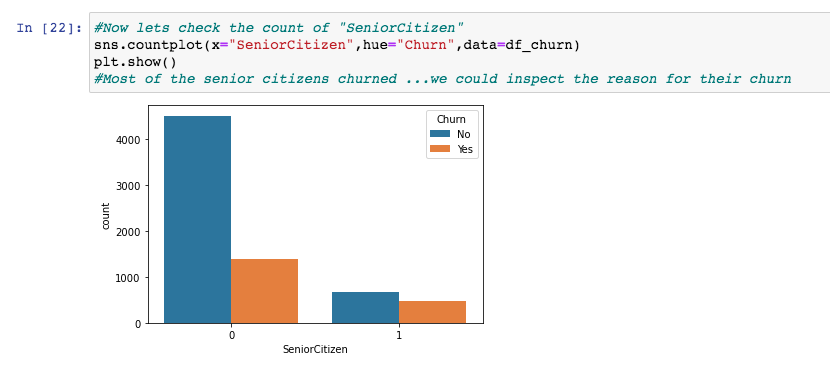 In [22]:
#Now lets check the count of "SeniorCitizen"
sns.countplot(x="SeniorCitizen",hue="Churn",data=df_churn)
plt.show()
#Most of the senior citizens churned ...we could inspect the reason for their churn
Churn
No
Yes
4000
3000
2000
1000
0
count
0 1
SeniorCitizen